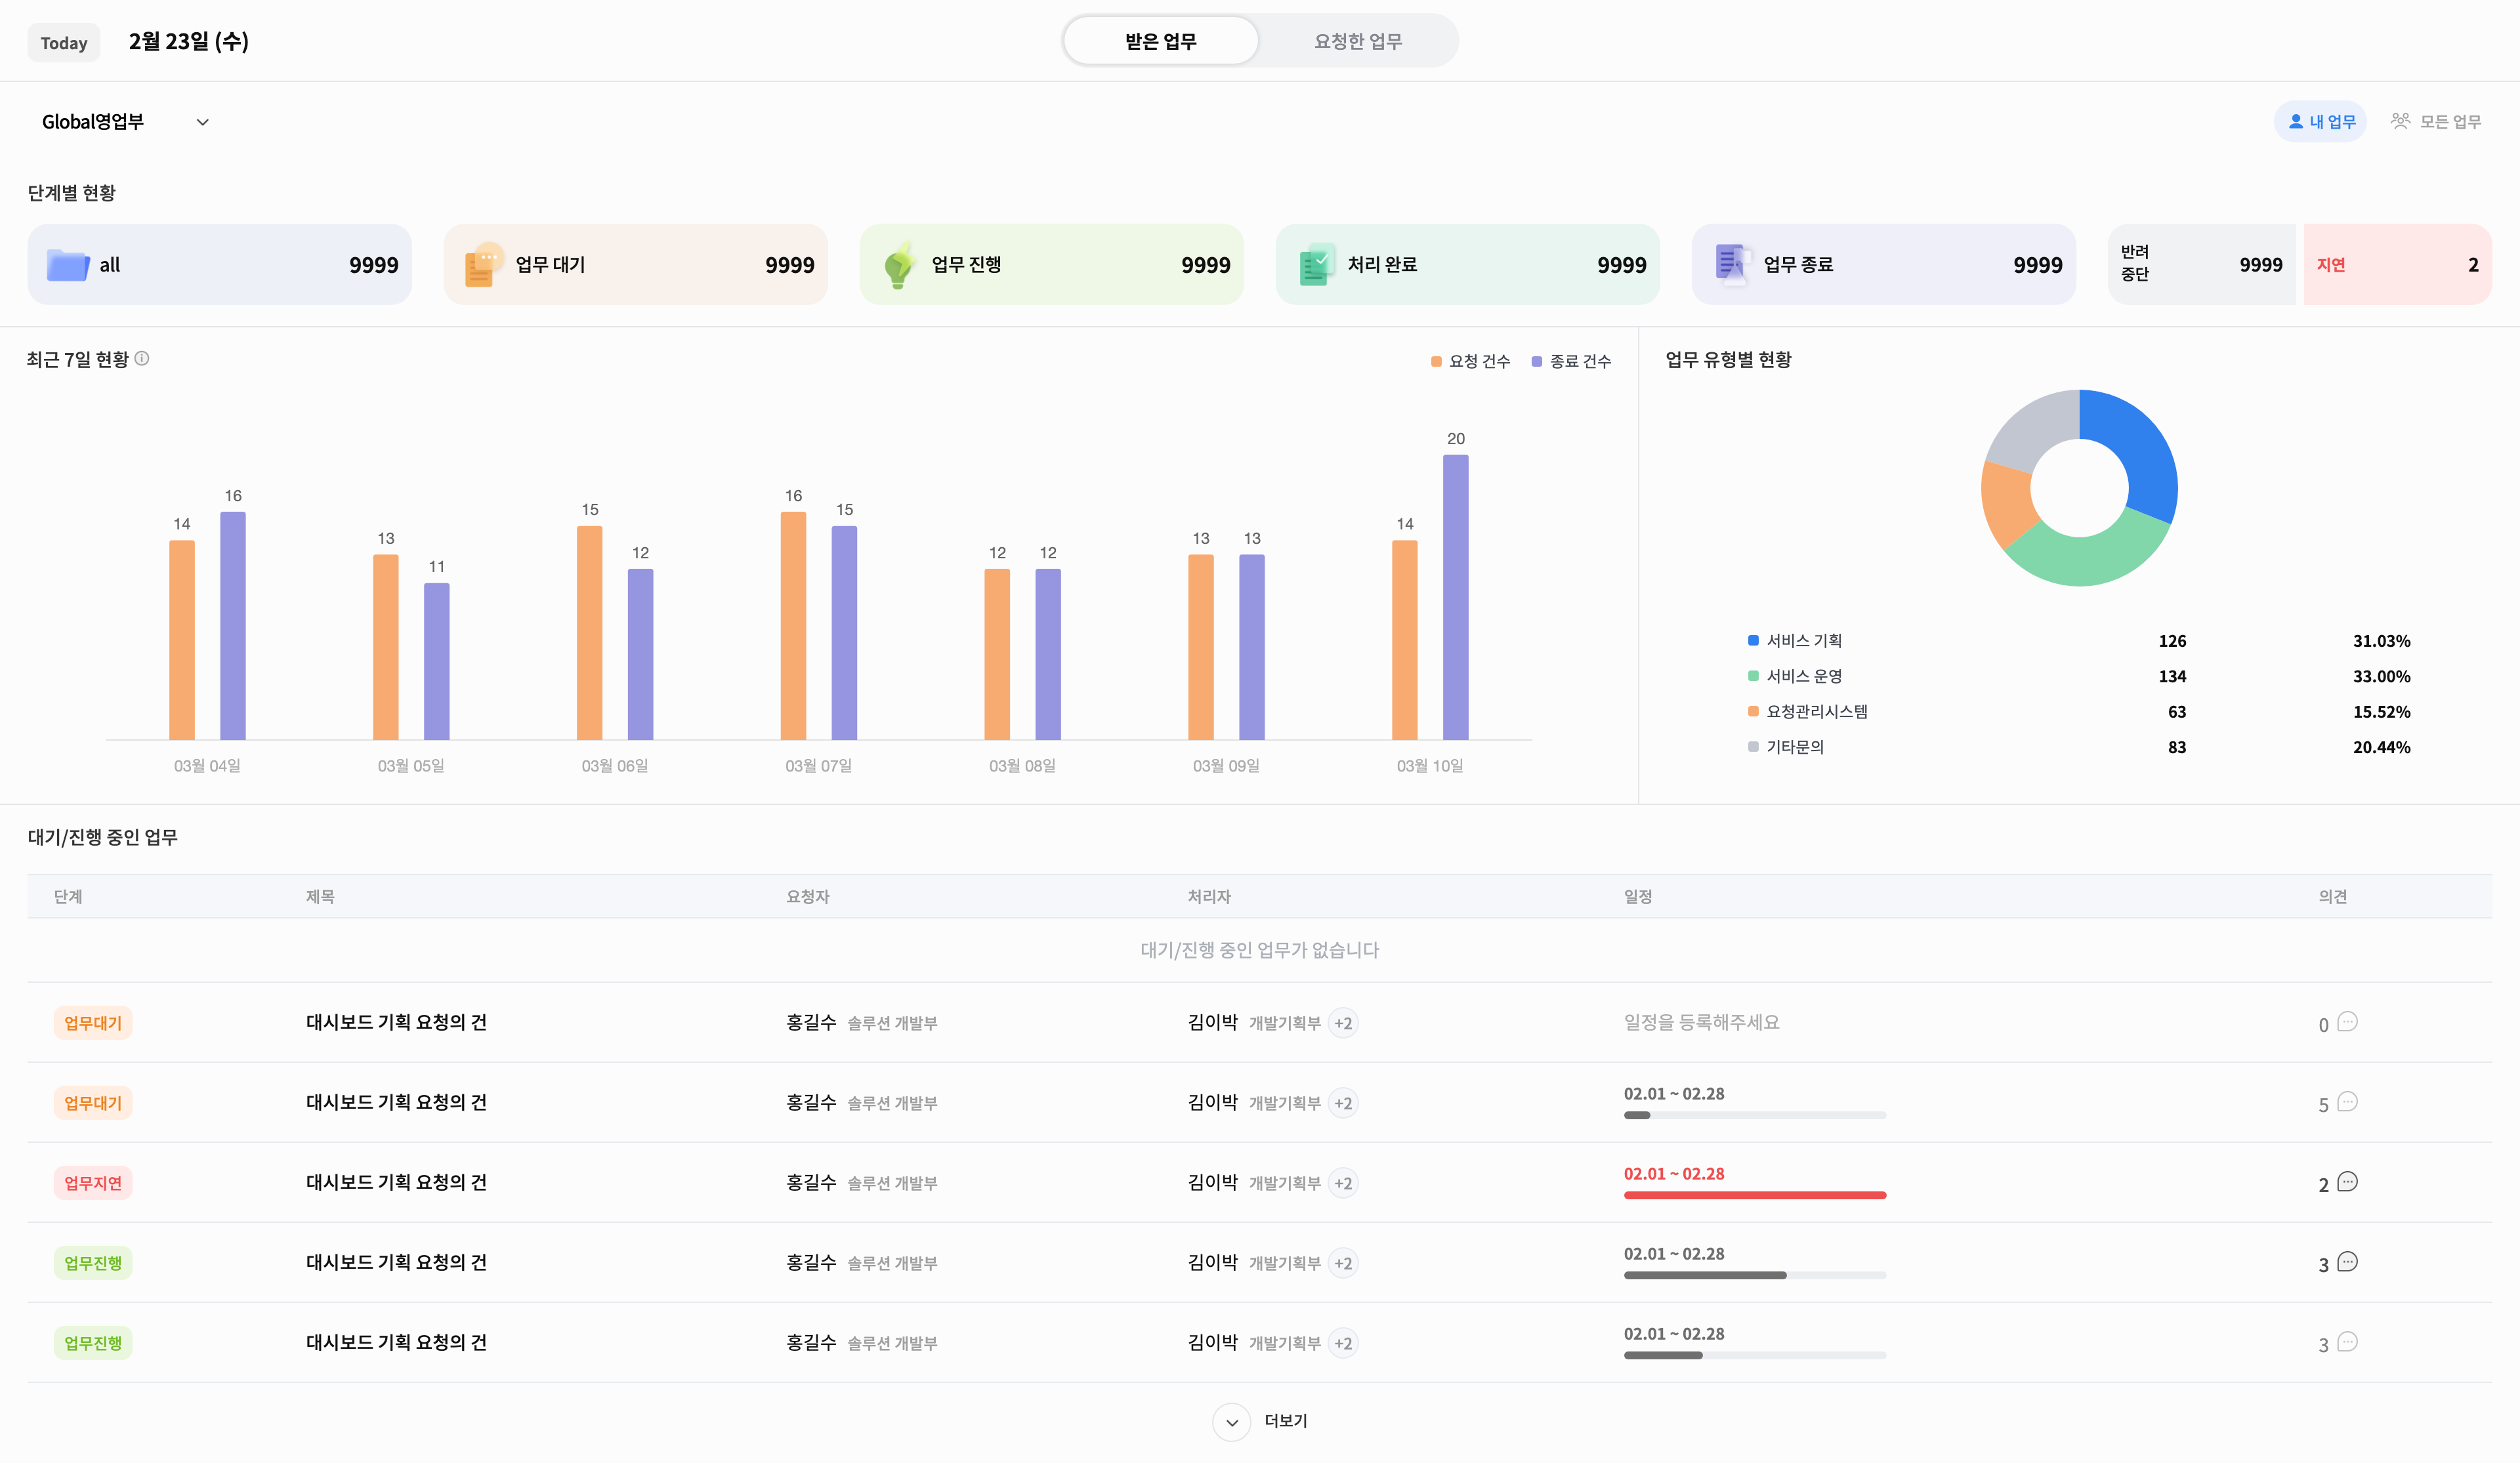 Today 2월 23일 (수) 받은 업무 요청한 업무
Global영업부 내 업무 모든 업무
단계별 현황
all 9999 업무 대기 9999 업무 진행 9999 처리 완료 9999 업무 종료 9999 반려 중단 9999 지연 2
최근 7일 현황 요청 건수 종료 건수
14 16 13 11 15 12 16 15 12 12 13 13 14 20
03월 04일 03월 05일 03월 06일 03월 07일 03월 08일 03월 09일 03월 10일
업무 유형별 현황
서비스 기획 126 31.03%
서비스 운영 134 33.00%
요청관리시스템 63 15.52%
기타문의 83 20.44%
대기/진행 중인 업무
단계 제목 요청자 처리자 일정 의견
대기/진행 중인 업무가 없습니다
업무대기 대시보드 기획 요청의 건 홍길수 솔루션 개발부 김이박 개발기획부 +2 일정을 등록해주세요 0
업무대기 대시보드 기획 요청의 건 홍길수 솔루션 개발부 김이박 개발기획부 +2 02.01 ~ 02.28 5
업무지연 대시보드 기획 요청의 건 홍길수 솔루션 개발부 김이박 개발기획부 +2 02.01 ~ 02.28 2
업무진행 대시보드 기획 요청의 건 홍길수 솔루션 개발부 김이박 개발기획부 +2 02.01 ~ 02.28 3
업무진행 대시보드 기획 요청의 건 홍길수 솔루션 개발부 김이박 개발기획부 +2 02.01 ~ 02.28 3
더보기